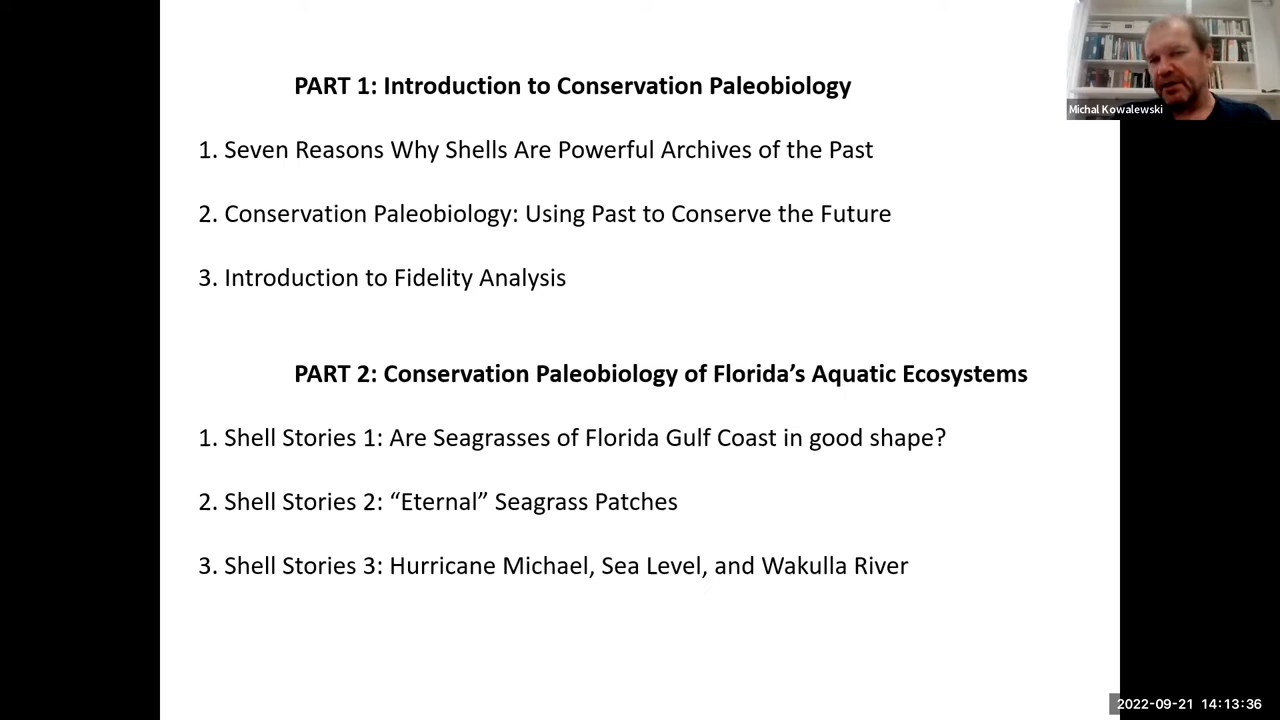 PART 1: Introduction to Conservation Paleobiology
Michal Kowalewski
1. Seven Reasons Why Shells Are Powerful Archives of the Past
2. Conservation Paleobiology: Using Past to Conserve the Future
3. Introduction to Fidelity Analysis
PART 2: Conservation Paleobiology of Florida’s Aquatic Ecosystems
1. Shell Stories 1: Are Seagrasses of Florida Gulf Coast in good shape?
2. Shell Stories 2: “Eternal” Seagrass Patches
3. Shell Stories 3: Hurricane Michael, Sea Level, and Wakulla River
2022-09-21 14:13:36